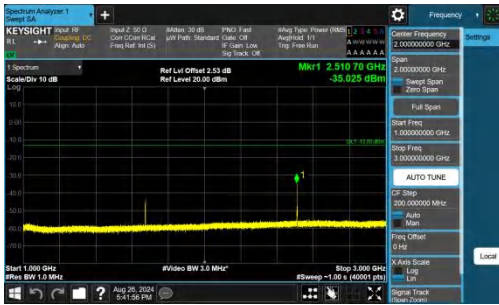 Spectrum Analyzer 1
Swept SA
+
Frequency
KEYSIGHT
RL
Input: RF
Coupling: DC
Align: Auto
Input Z: 50 Ω
Corr CCorr RCal
Freq Ref: Int (S)
#Atten: 30 dB
µW Path: Standard
PNO: Fast
Gate: Off
IF Gain: Low
Sig Track: Off
#Avg Type: Power (RMS
Avg|Hold: 1/1
Trig: Free Run
1 2 3 4 5 6
A W W W W W
A A A A A A
Center Frequency
2.000000000 GHz
Settings
Span
2.00000000 GHz
Swept Span
Zero Span
Full Span
Start Freq
1.000000000 GHz
Stop Freq
3.000000000 GHz
AUTO TUNE
CF Step
200.000000 MHz
Auto
Man
Freq Offset
0 Hz
X Axis Scale
Log
Lin
Signal Track
(Span Zoom)
Local
1 Spectrum
Scale/Div 10 dB
Log
Ref Lvl Offset 2.53 dB
Ref Level 20.00 dBm
Mkr1 2.510 70 GHz
-35.025 dBm
10.0
0.00
-10.0
-20.0
-30.0
-40.0
-50.0
-60.0
-70.0
1
Start 1.000 GHz
#Res BW 1.0 MHz
#Video BW 3.0 MHz*
Stop 3.000 GHz
#Sweep ~1.00 s (40001 pts)
?
Aug 26, 2024
5:41:56 PM